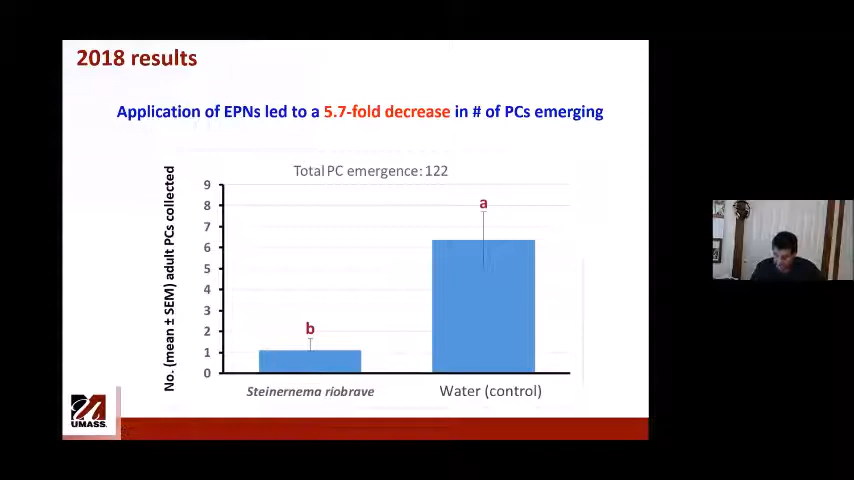 2018 results
Application of EPNs led to a 5.7-fold decrease in # of PCs emerging
Total PC emergence: 122
No. (mean ± SEM) adult PCs collected
9
8
7
6
5
4
3
2
1
0
a
b
Steinernema riobrave
Water (control)
UMASS